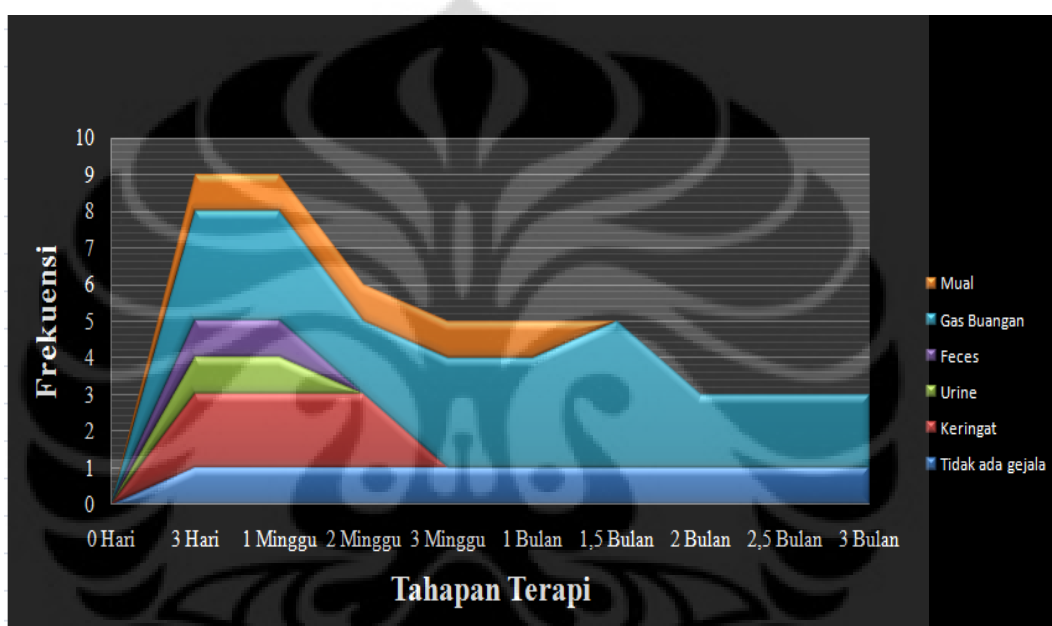 10
9
8
7
6
5
4
3
2
1
0
Frekuensi
0 Hari 3 Hari 1 Minggu 2 Minggu 3 Minggu 1 Bulan 1,5 Bulan 2 Bulan 2,5 Bulan 3 Bulan
Tahapan Terapi
Mual
Gas Buangan
Feces
Urine
Keringat
Tidak ada gejala